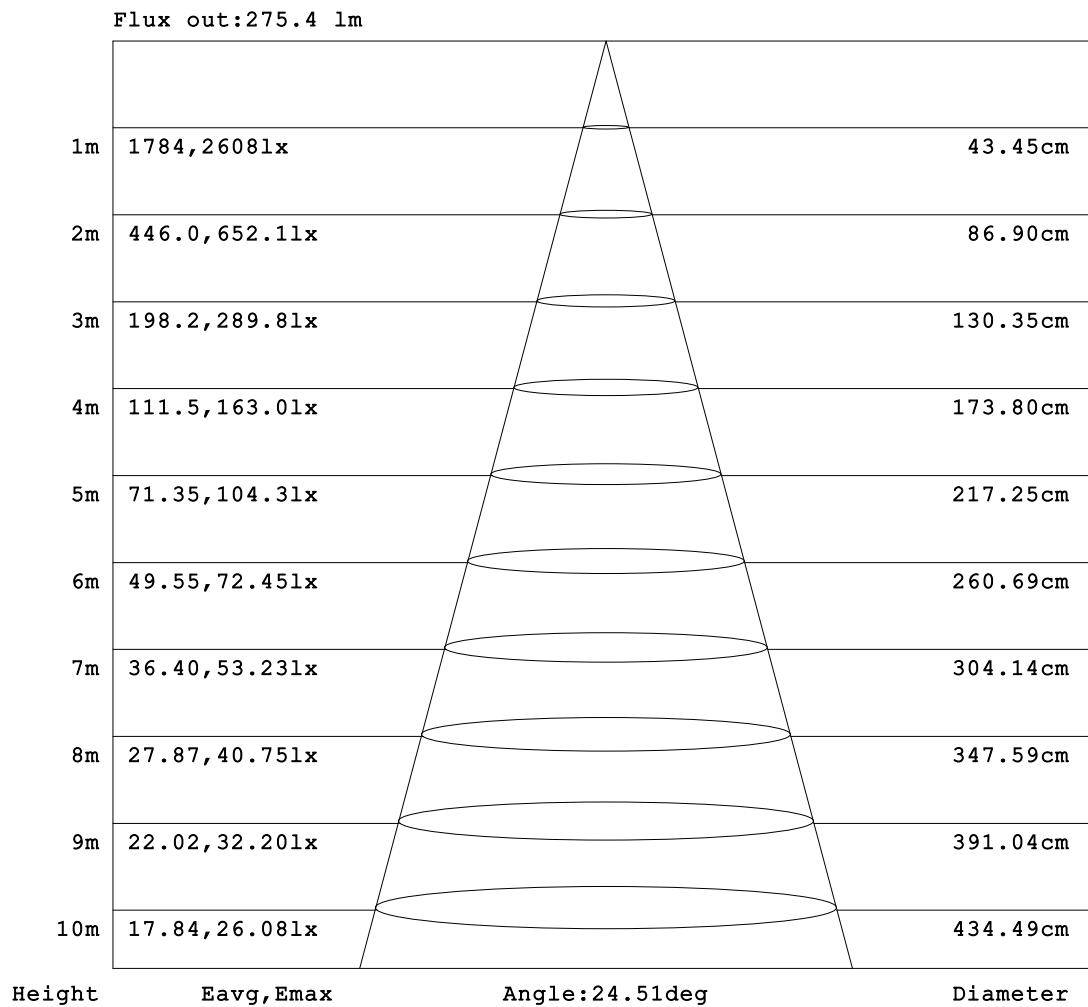 Flux out:275.4 lm
1m 1784,2608lx 43.45cm
2m 446.0,652.1lx 86.90cm
3m 198.2,289.8lx 130.35cm
4m 111.5,163.0lx 173.80cm
5m 71.35,104.3lx 217.25cm
6m 49.55,72.45lx 260.69cm
7m 36.40,53.23lx 304.14cm
8m 27.87,40.75lx 347.59cm
9m 22.02,32.20lx 391.04cm
10m 17.84,26.08lx 434.49cm
Height Eavg,Emax Angle:24.51deg Diameter